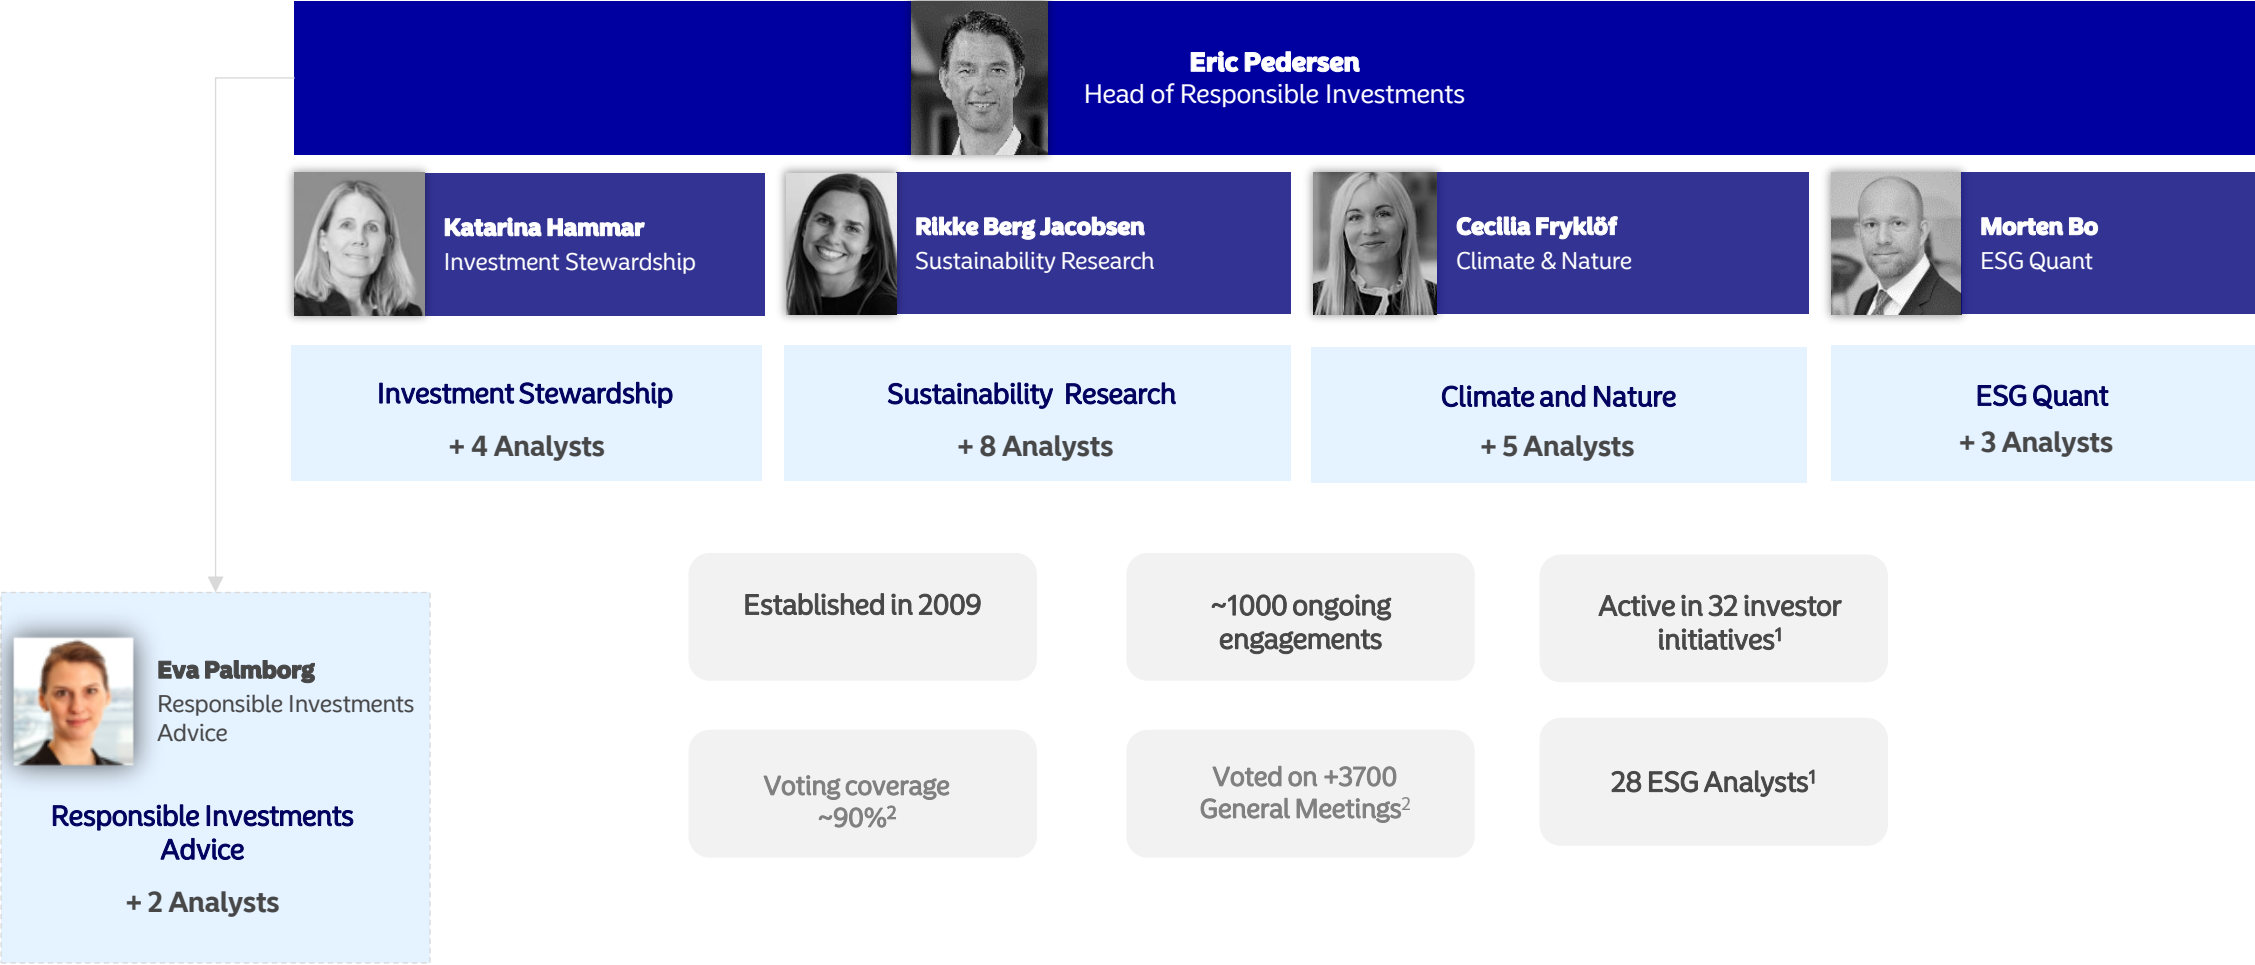 Eric Pedersen
Head of Responsible Investments
Katarina Hammar
Investment Stewardship
Rikke Berg Jacobsen
Sustainability Research
Cecilia Fryklöf
Climate & Nature
Morten Bo
ESG Quant
Investment Stewardship
+ 4 Analysts
Sustainability Research
+ 8 Analysts
Climate and Nature
+ 5 Analysts
ESG Quant
+ 3 Analysts
Established in 2009
~1000 ongoing
engagements
Active in 32 investor
initiatives¹
Eva Palmborg
Responsible Investments
Advice
Responsible Investments
Advice
+ 2 Analysts
Voting coverage
~90%²
Voted on +3700
General Meetings²
28 ESG Analysts¹